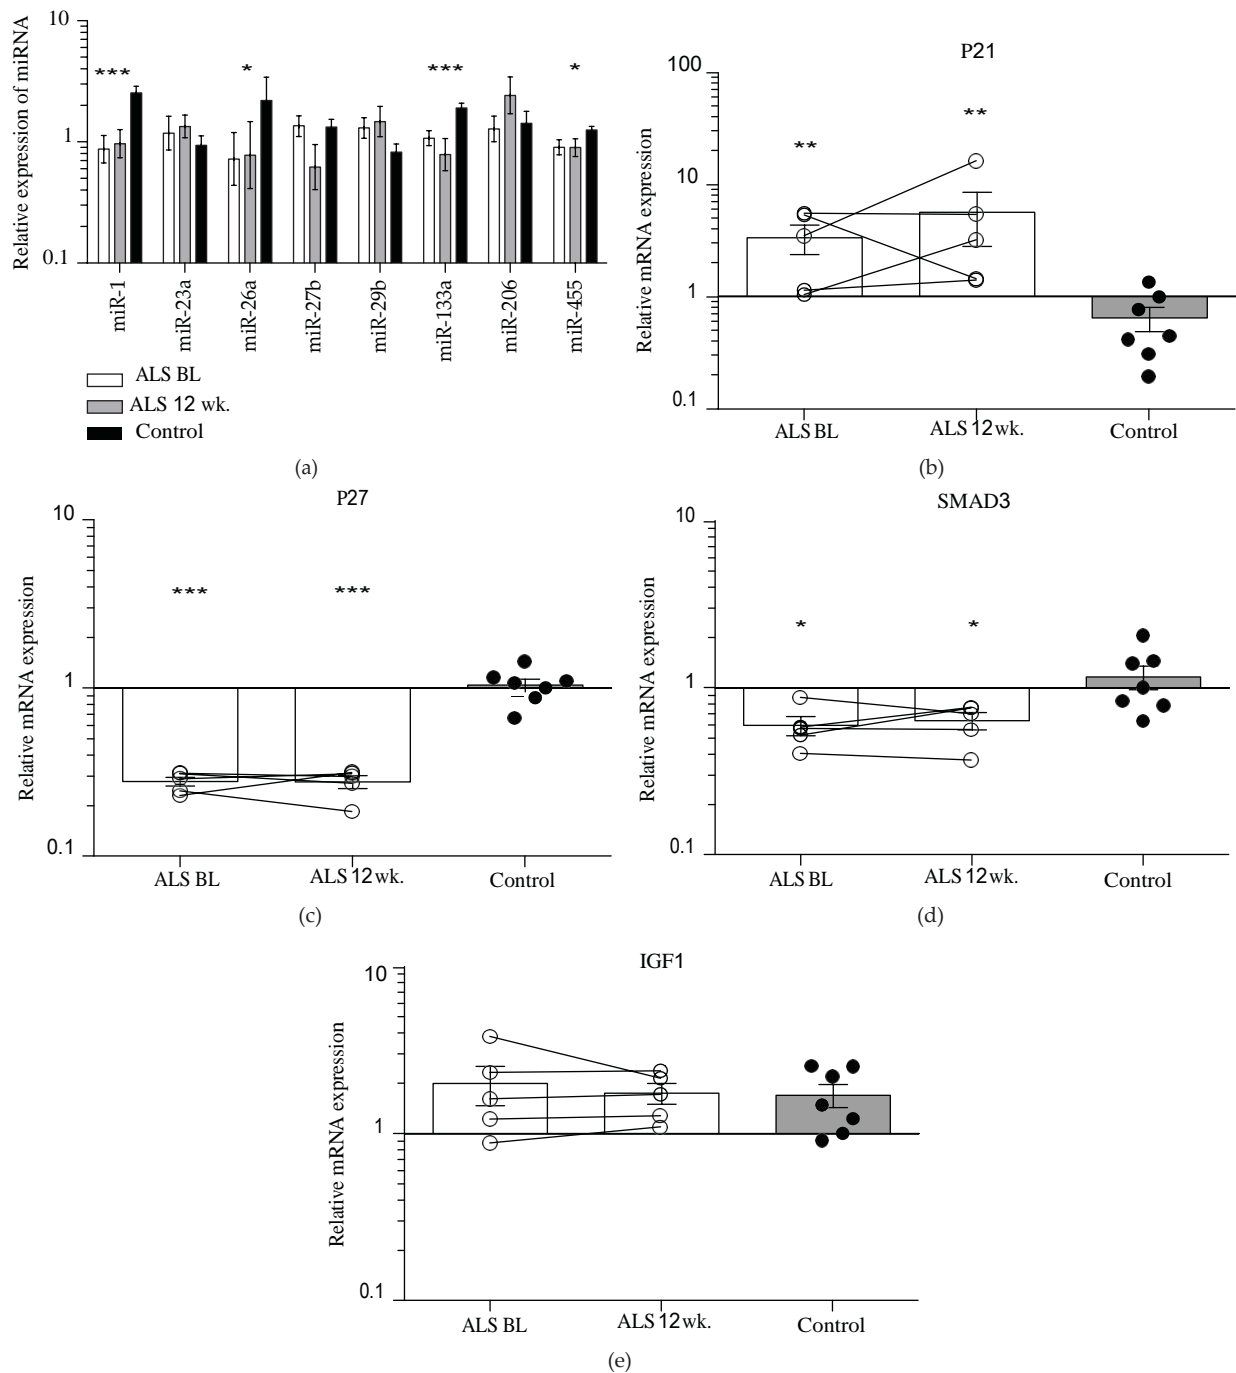 10
1
0.1
Relative expression of miRNA
***
*
***
*
miR-1
miR-23a
miR-26a
miR-27b
miR-29b
miR-133a
miR-206
miR-455
ALS BL
ALS 12 wk.
Control
(a)
P21
100
10
1
0.1
Relative mRNA expression
**
**
ALS BL
ALS 12 wk.
Control
(b)
P27
10
1
0.1
Relative mRNA expression
***
***
ALS BL
ALS 12 wk.
Control
(c)
SMAD3
10
1
0.1
Relative mRNA expression
*
*
ALS BL
ALS 12 wk.
Control
(d)
IGF1
10
1
0.1
Relative mRNA expression
ALS BL
ALS 12 wk.
Control
(e)